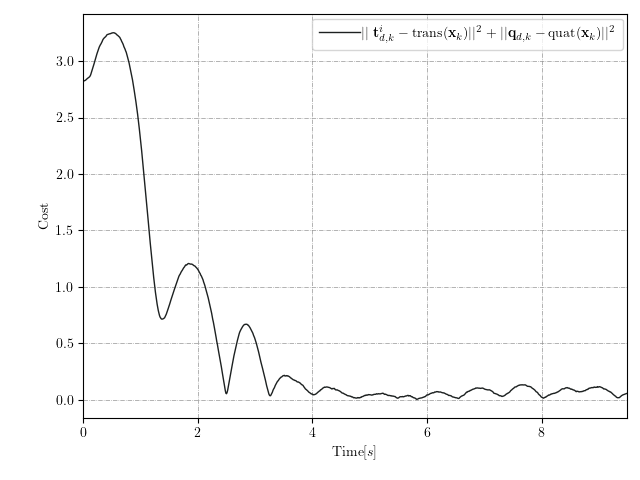 || t^i_{d,k} − trans(x_k)||^2 + ||q_{d,k} − quat(x_k)||^2
3.0
2.5
2.0
1.5
1.0
0.5
0.0
Cost
0 2 4 6 8
Time[s]